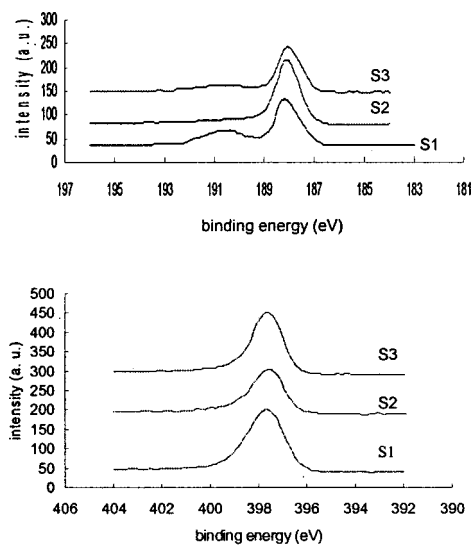 intensity (a.u.)
300
250
200
150
100
50
0
S3
S2
S1
197 195 193 191 189 187 185 183 181
binding energy (eV)
intensity (a. u.)
500
450
400
350
300
250
200
150
100
50
0
S3
S2
S1
406 404 402 400 398 396 394 392 390
binding energy (eV)